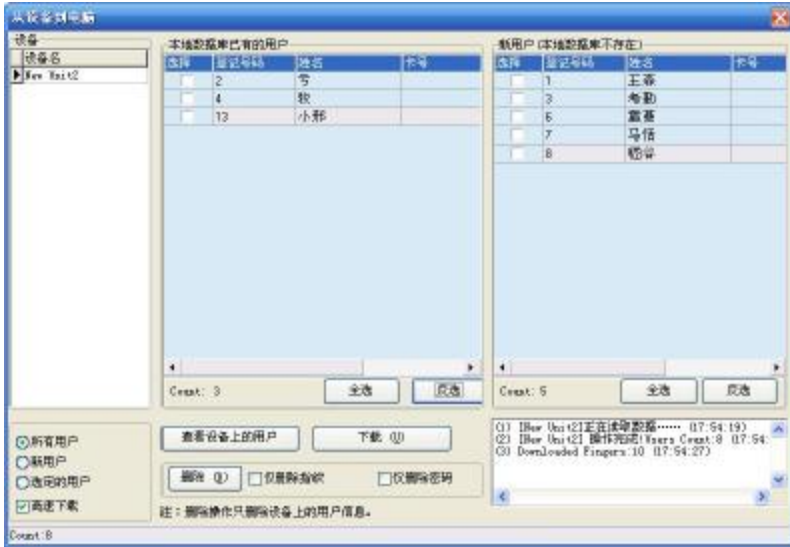 从设备到电脑
设备
设备名
New Unit2
本地数据库已有的用户
选择 登记号码 姓名 卡号
2 亏
4 牧
13 小邢
Count: 3
全选 反选
新用户(本地数据库不存在)
选择 登记号码 姓名 卡号
1 王蓉
3 考勤
6
7 马恬
8
Count: 5
全选 反选
所有用户
新用户
选定的用户
高速下载
查看设备上的用户 下载 (U)
删除 (D) 仅删除指纹 仅删除密码
注：删除操作只删除设备上的用户信息。
(1) [New Unit2]正在读取数据…… (17:54:19)
(2) [New Unit2] 操作完成!Users Count:8 (17:54:
(3) Downloaded Fingers:10 (17:54:27)
Count:8